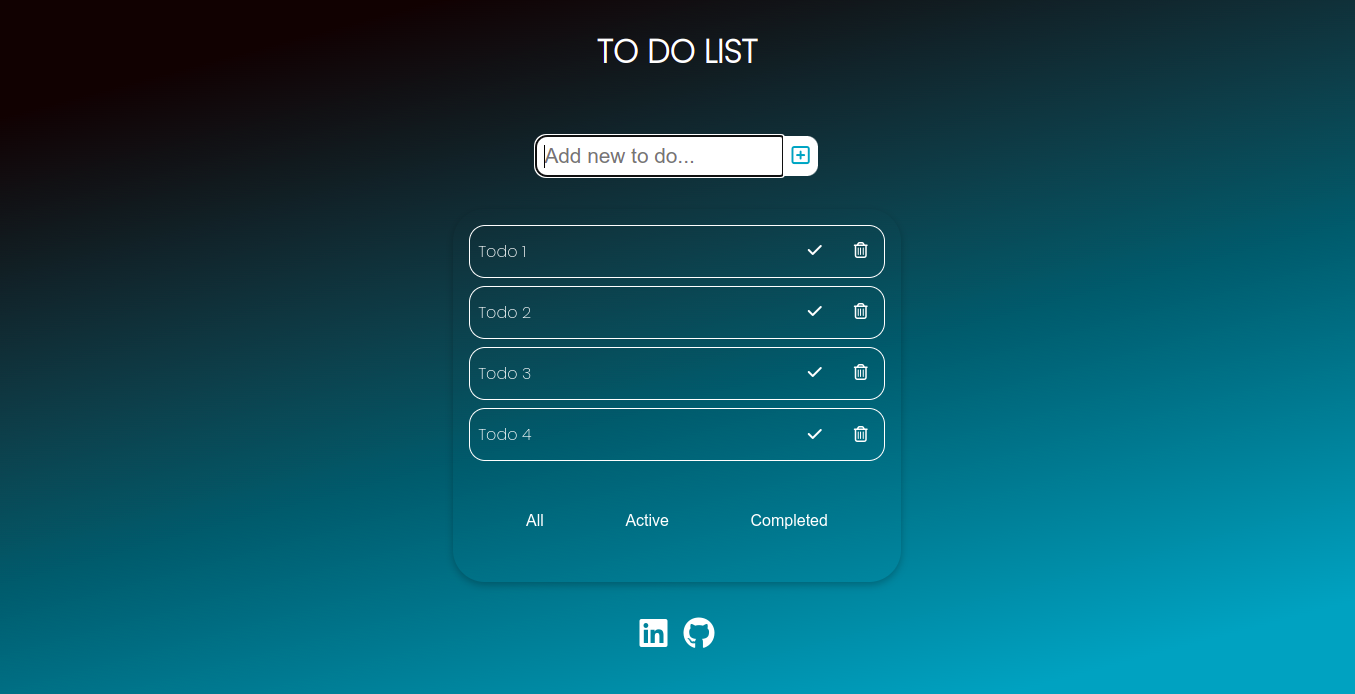 TO DO LIST
Add new to do...
Todo 1
Todo 2
Todo 3
Todo 4
All Active Completed
in